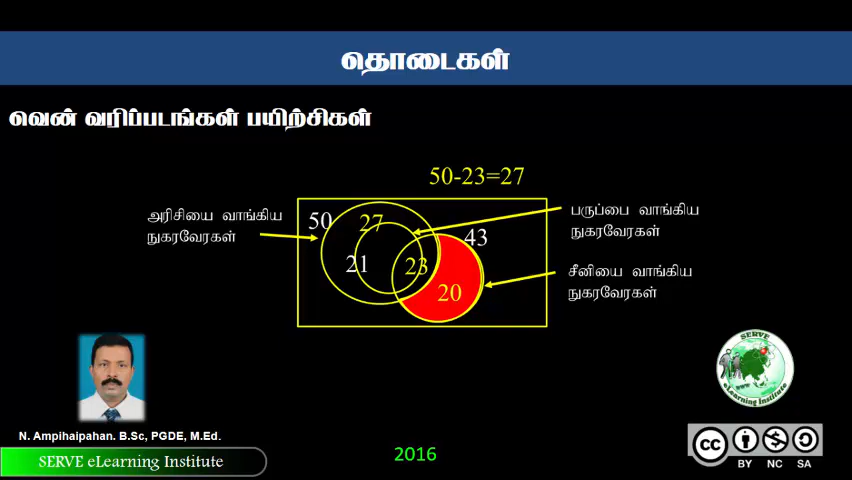 தொடைகள்
வென் வரிப்படங்கள் பயிற்சிகள்
50-23=27
அரிசியை வாங்கிய
நுகரவேரகள்
பருப்பை வாங்கிய
நுகரவேரகள்
சீனியை வாங்கிய
நுகரவேரகள்
50
27
43
21
23
20
SERVE
eLearning Institute
N. Ampihaipahan. B.Sc, PGDE, M.Ed.
SERVE eLearning Institute
2016
cc
BY NC SA